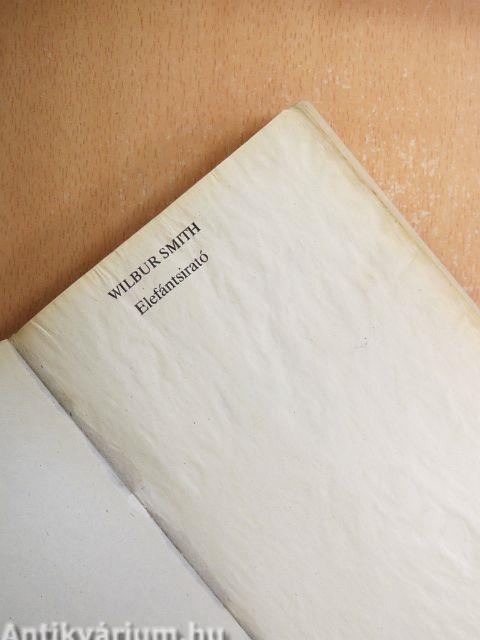 WILBUR SMITH
Elefántsirató
Antikvárium.hu